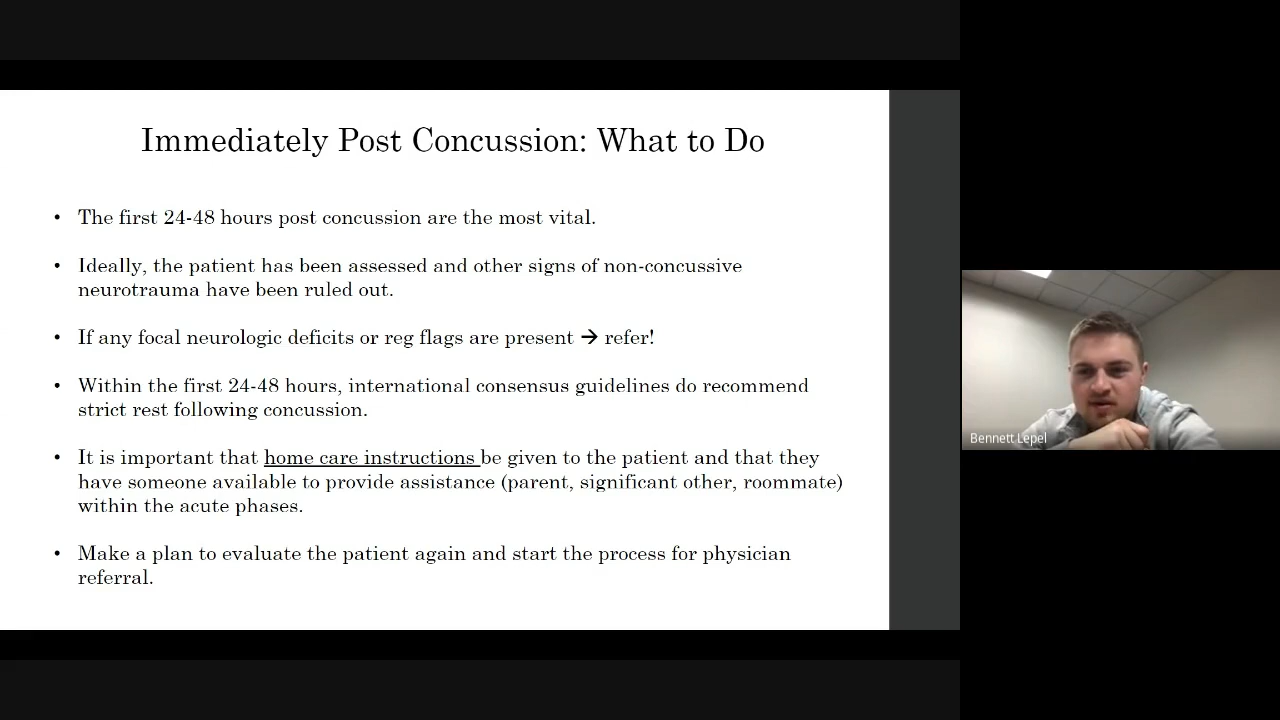 Immediately Post Concussion: What to Do
• The first 24-48 hours post concussion are the most vital.
• Ideally, the patient has been assessed and other signs of non-concussive
neurotrauma have been ruled out.
• If any focal neurologic deficits or reg flags are present → refer!
• Within the first 24-48 hours, international consensus guidelines do recommend
strict rest following concussion.
• It is important that home care instructions be given to the patient and that they
have someone available to provide assistance (parent, significant other, roommate)
within the acute phases.
• Make a plan to evaluate the patient again and start the process for physician
referral.
Bennett Lepel